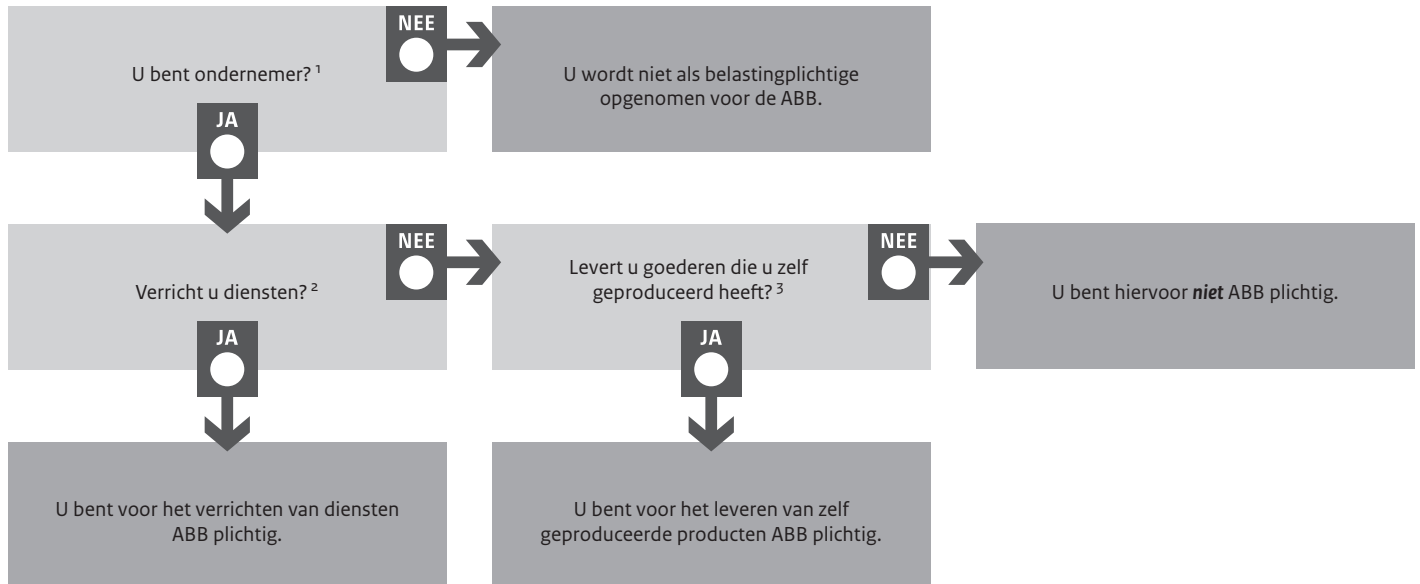 U bent ondernemer? ¹
NEE
JA
U wordt niet als belastingplichtige
opgenomen voor de ABB.
Verricht u diensten? ²
NEE
JA
Levert u goederen die u zelf
geproduceerd heeft? ³
NEE
JA
U bent hiervoor niet ABB plichtig.
U bent voor het verrichten van diensten
ABB plichtig.
U bent voor het leveren van zelf
geproduceerde producten ABB plichtig.